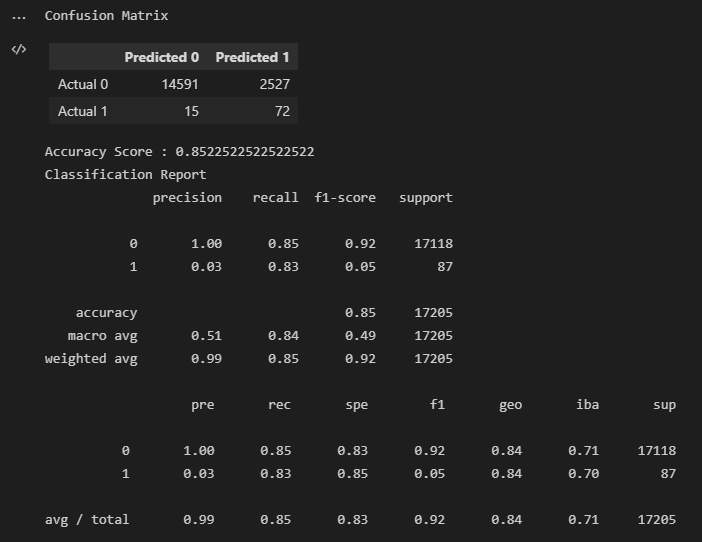 ... Confusion Matrix
</>
Predicted 0 Predicted 1
Actual 0 14591 2527
Actual 1 15 72
Accuracy Score : 0.8522522522522522
Classification Report
precision recall f1-score support
0 1.00 0.85 0.92 17118
1 0.03 0.83 0.05 87
accuracy 0.85 17205
macro avg 0.51 0.84 0.49 17205
weighted avg 0.99 0.85 0.92 17205
pre rec spe f1 geo iba sup
0 1.00 0.85 0.83 0.92 0.84 0.71 17118
1 0.03 0.83 0.85 0.05 0.84 0.70 87
avg / total 0.99 0.85 0.83 0.92 0.84 0.71 17205